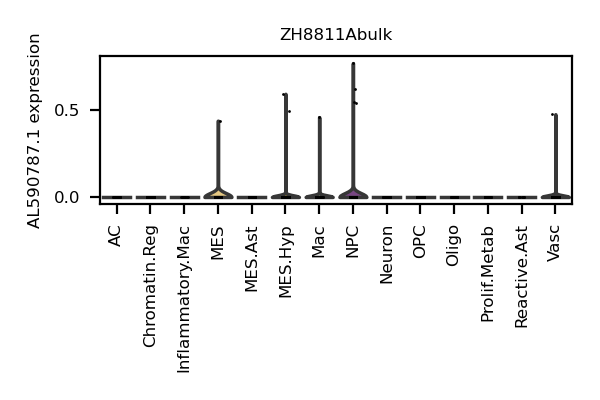 ZH8811Abulk
AL590787.1 expression
0.5
0.0
AC
Chromatin.Reg
Inflammatory.Mac
MES
MES.Ast
MES.Hyp
Mac
NPC
Neuron
OPC
Oligo
Prolif.Metab
Reactive.Ast
Vasc